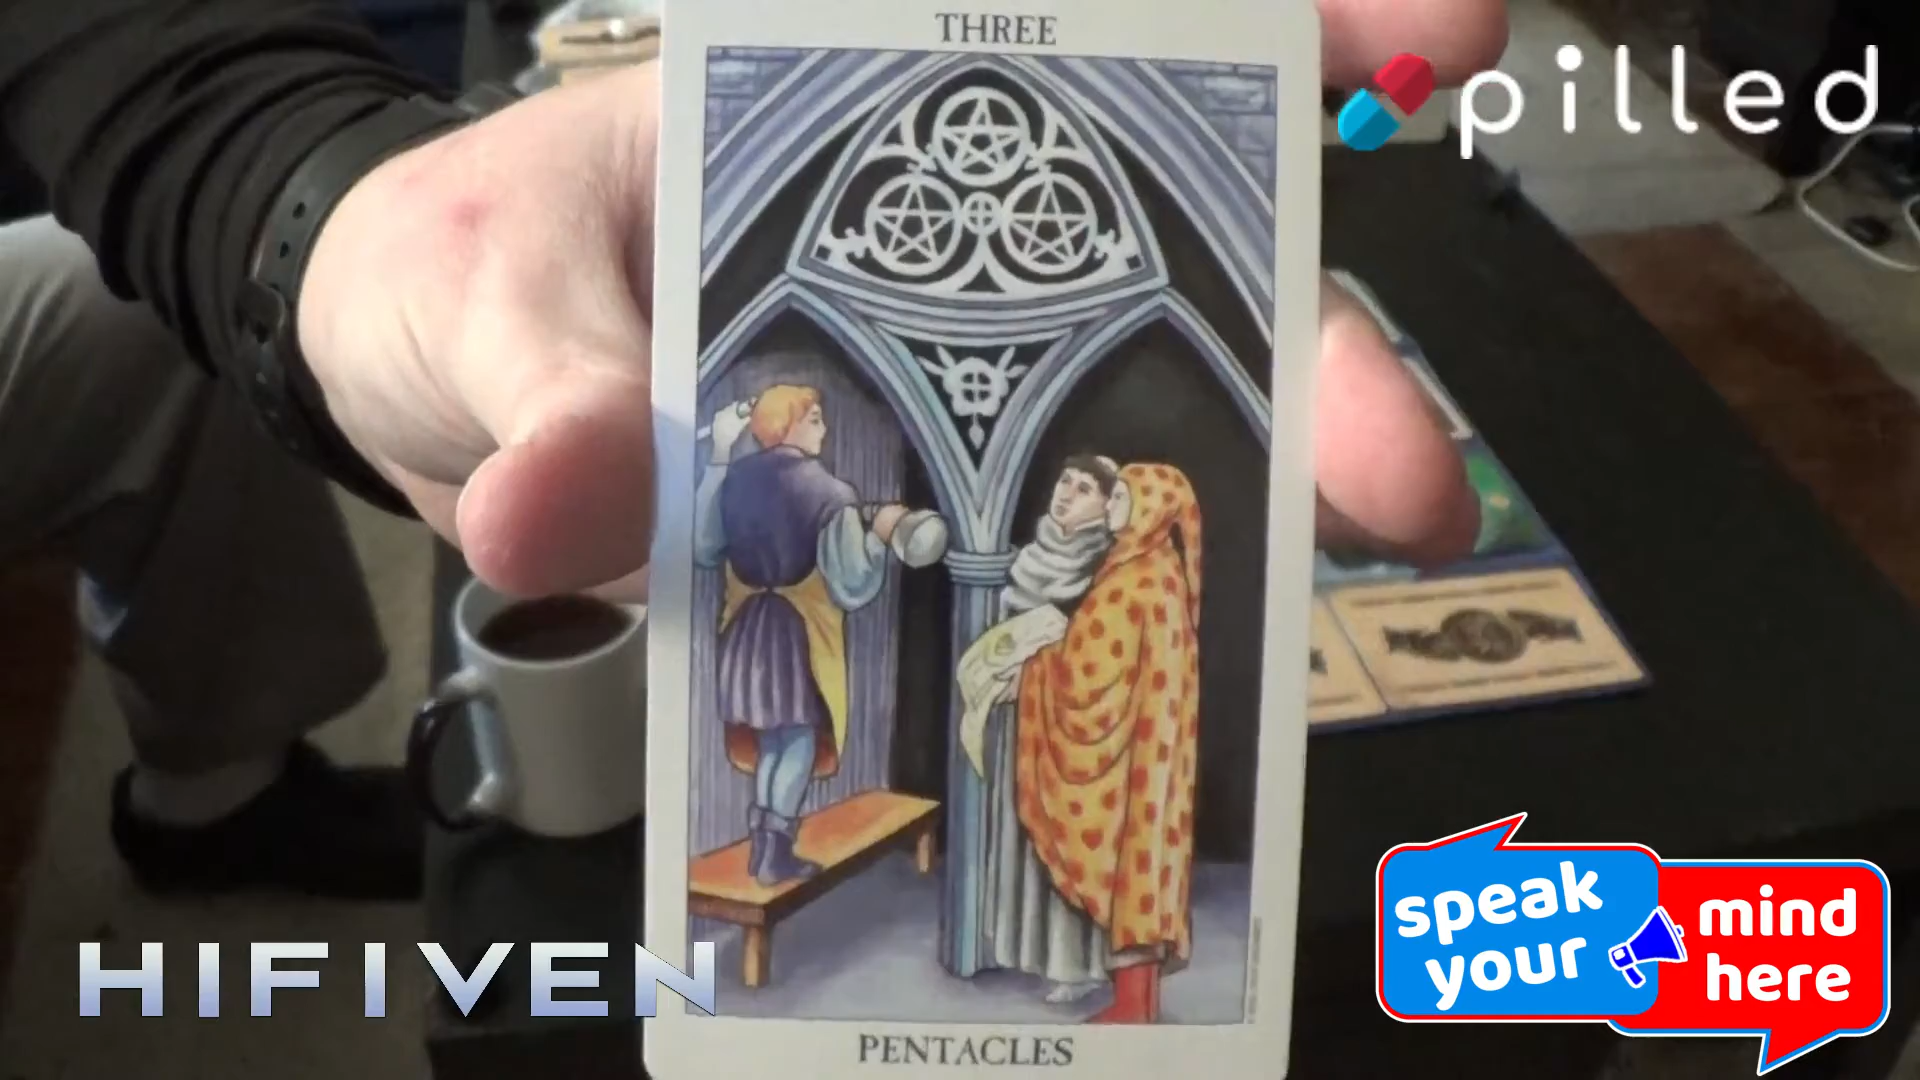 THREE
pilled
speak
your
mind
here
HIFIVEN
PENTACLES